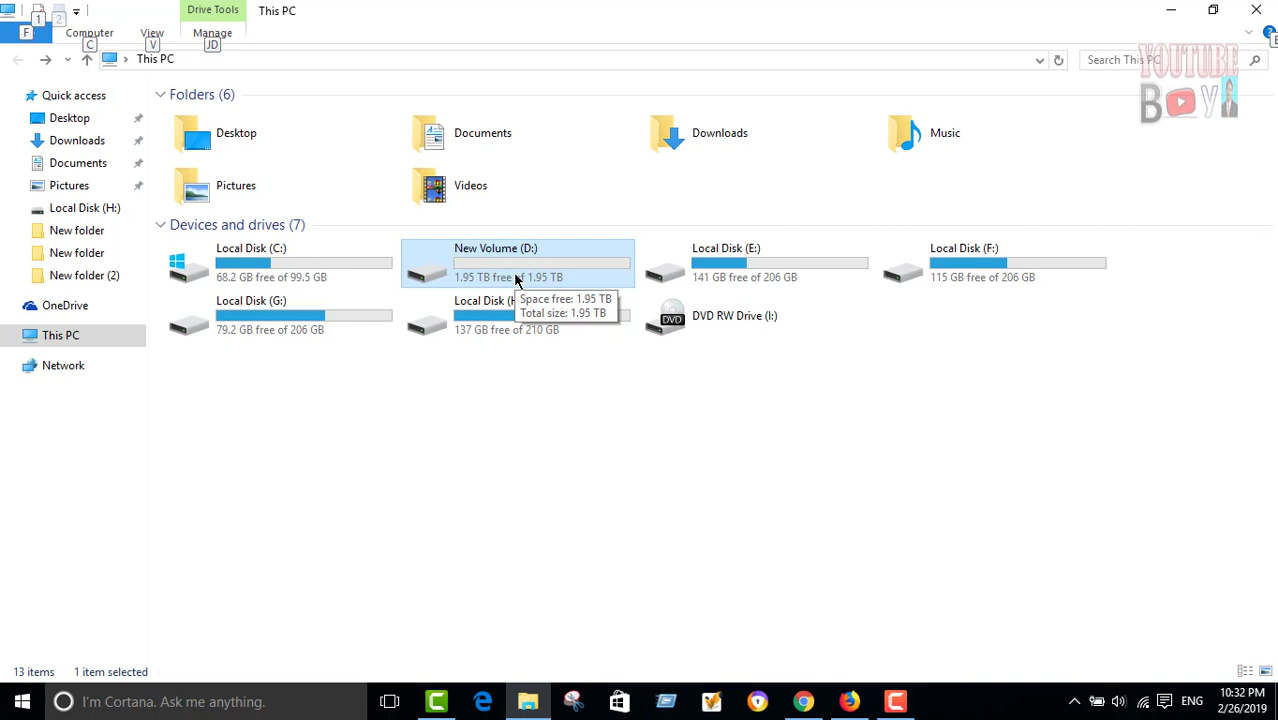 1
2
Drive Tools
This PC
F
Computer
View
Manage
C
V
JD
This PC
Search This PC
YOUTUBE
BOY
Quick access
Desktop
Downloads
Documents
Pictures
Local Disk (H:)
New folder
New folder
New folder (2)
OneDrive
This PC
Network
Folders (6)
Desktop
Documents
Downloads
Music
Pictures
Videos
Devices and drives (7)
Local Disk (C:)
68.2 GB free of 99.5 GB
New Volume (D:)
1.95 TB free of 1.95 TB
Local Disk (E:)
141 GB free of 206 GB
Local Disk (F:)
115 GB free of 206 GB
Local Disk (G:)
79.2 GB free of 206 GB
Local Disk (H
137 GB free of 210 GB
Space free: 1.95 TB
Total size: 1.95 TB
DVD
DVD RW Drive (I:)
13 items
1 item selected
I'm Cortana. Ask me anything.
ENG
10:32 PM
2/26/2019